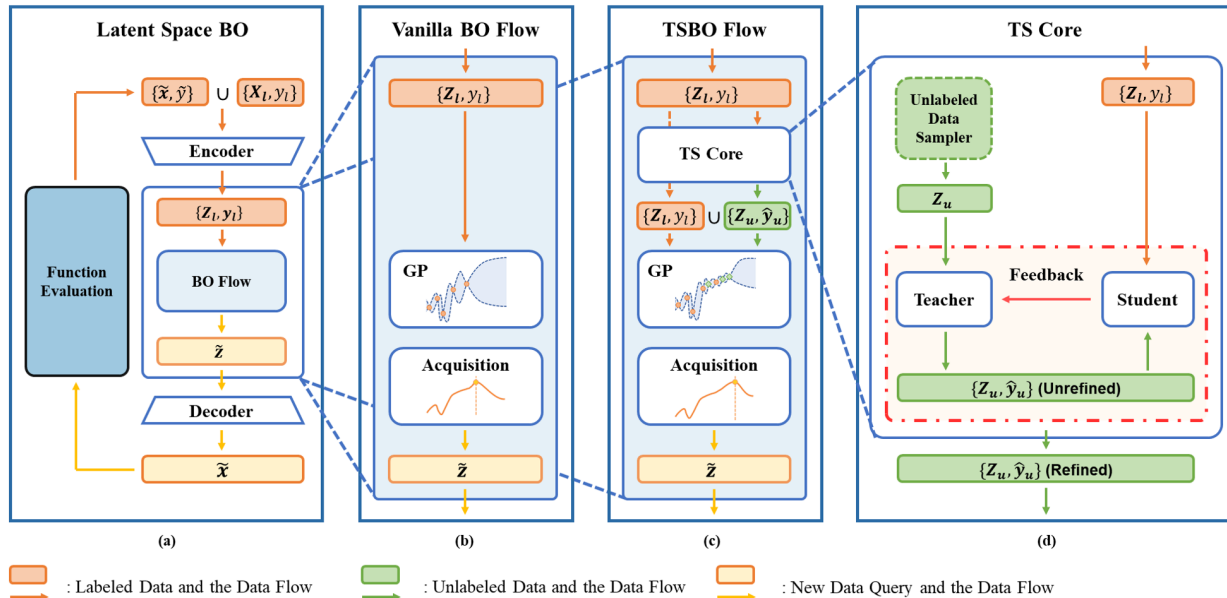 Latent Space BO
{x̃, ỹ} ∪ {X_l, y_l}
Encoder
{Z_l, y_l}
Function
Evaluation
BO Flow
z̃
Decoder
x̃
(a)
Vanilla BO Flow
{Z_l, y_l}
GP
Acquisition
z̃
(b)
TSBO Flow
{Z_l, y_l}
TS Core
{Z_l, y_l} ∪ {Z_u, ŷ_u}
GP
Acquisition
z̃
(c)
TS Core
{Z_l, y_l}
Unlabeled
Data
Sampler
Z_u
Feedback
Teacher
Student
{Z_u, ŷ_u} (Unrefined)
{Z_u, ŷ_u} (Refined)
(d)
: Labeled Data and the Data Flow
: Unlabeled Data and the Data Flow
: New Data Query and the Data Flow